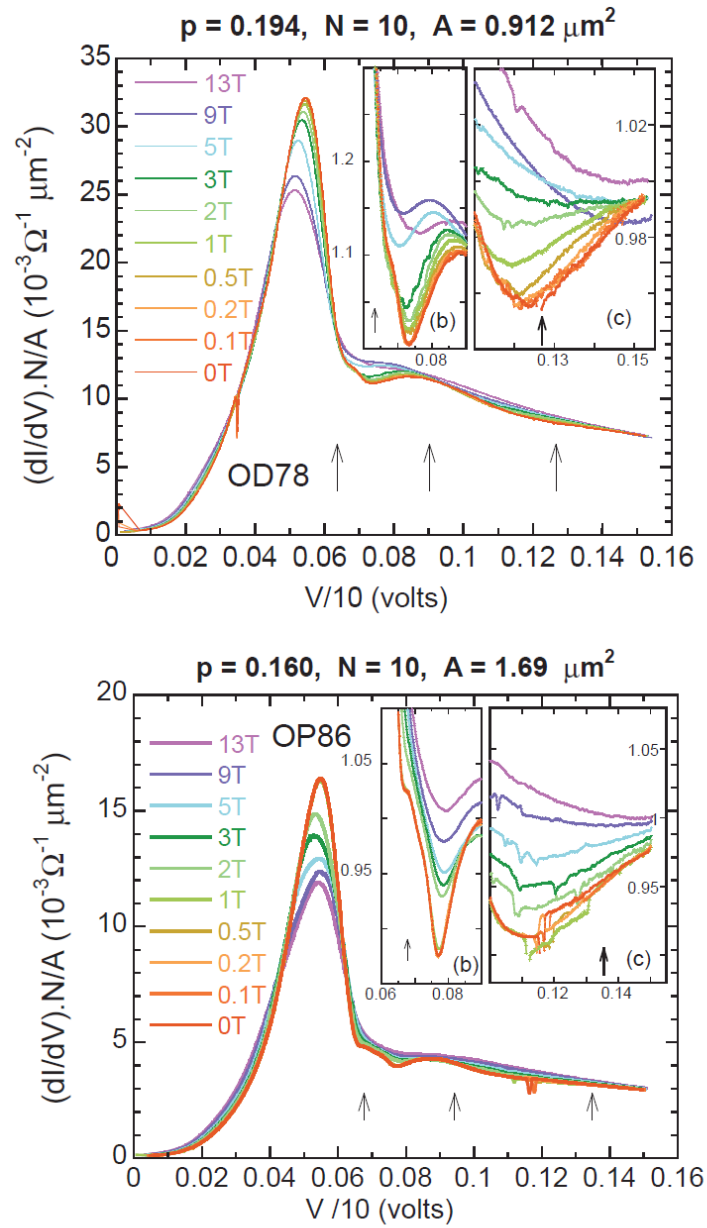 p = 0.194, N = 10, A = 0.912 μm²
(dI/dV).N/A (10⁻³Ω⁻¹ μm⁻²)
35
30
25
20
15
10
5
0
13T
9T
5T
3T
2T
1T
0.5T
0.2T
0.1T
0T
OD78
1.2
1.1
(b)
0.08
1.02
0.98
(c)
0.13
0.15
0
0.02
0.04
0.06
0.08
0.1
0.12
0.14
0.16
V/10 (volts)
p = 0.160, N = 10, A = 1.69 μm²
(dI/dV).N/A (10⁻³Ω⁻¹ μm⁻²)
20
15
10
5
0
13T
9T
5T
3T
2T
1T
0.5T
0.2T
0.1T
0T
OP86
1.05
0.95
(b)
0.06
0.08
1.05
1
0.95
(c)
0.12
0.14
0
0.02
0.04
0.06
0.08
0.1
0.12
0.14
0.16
V /10 (volts)